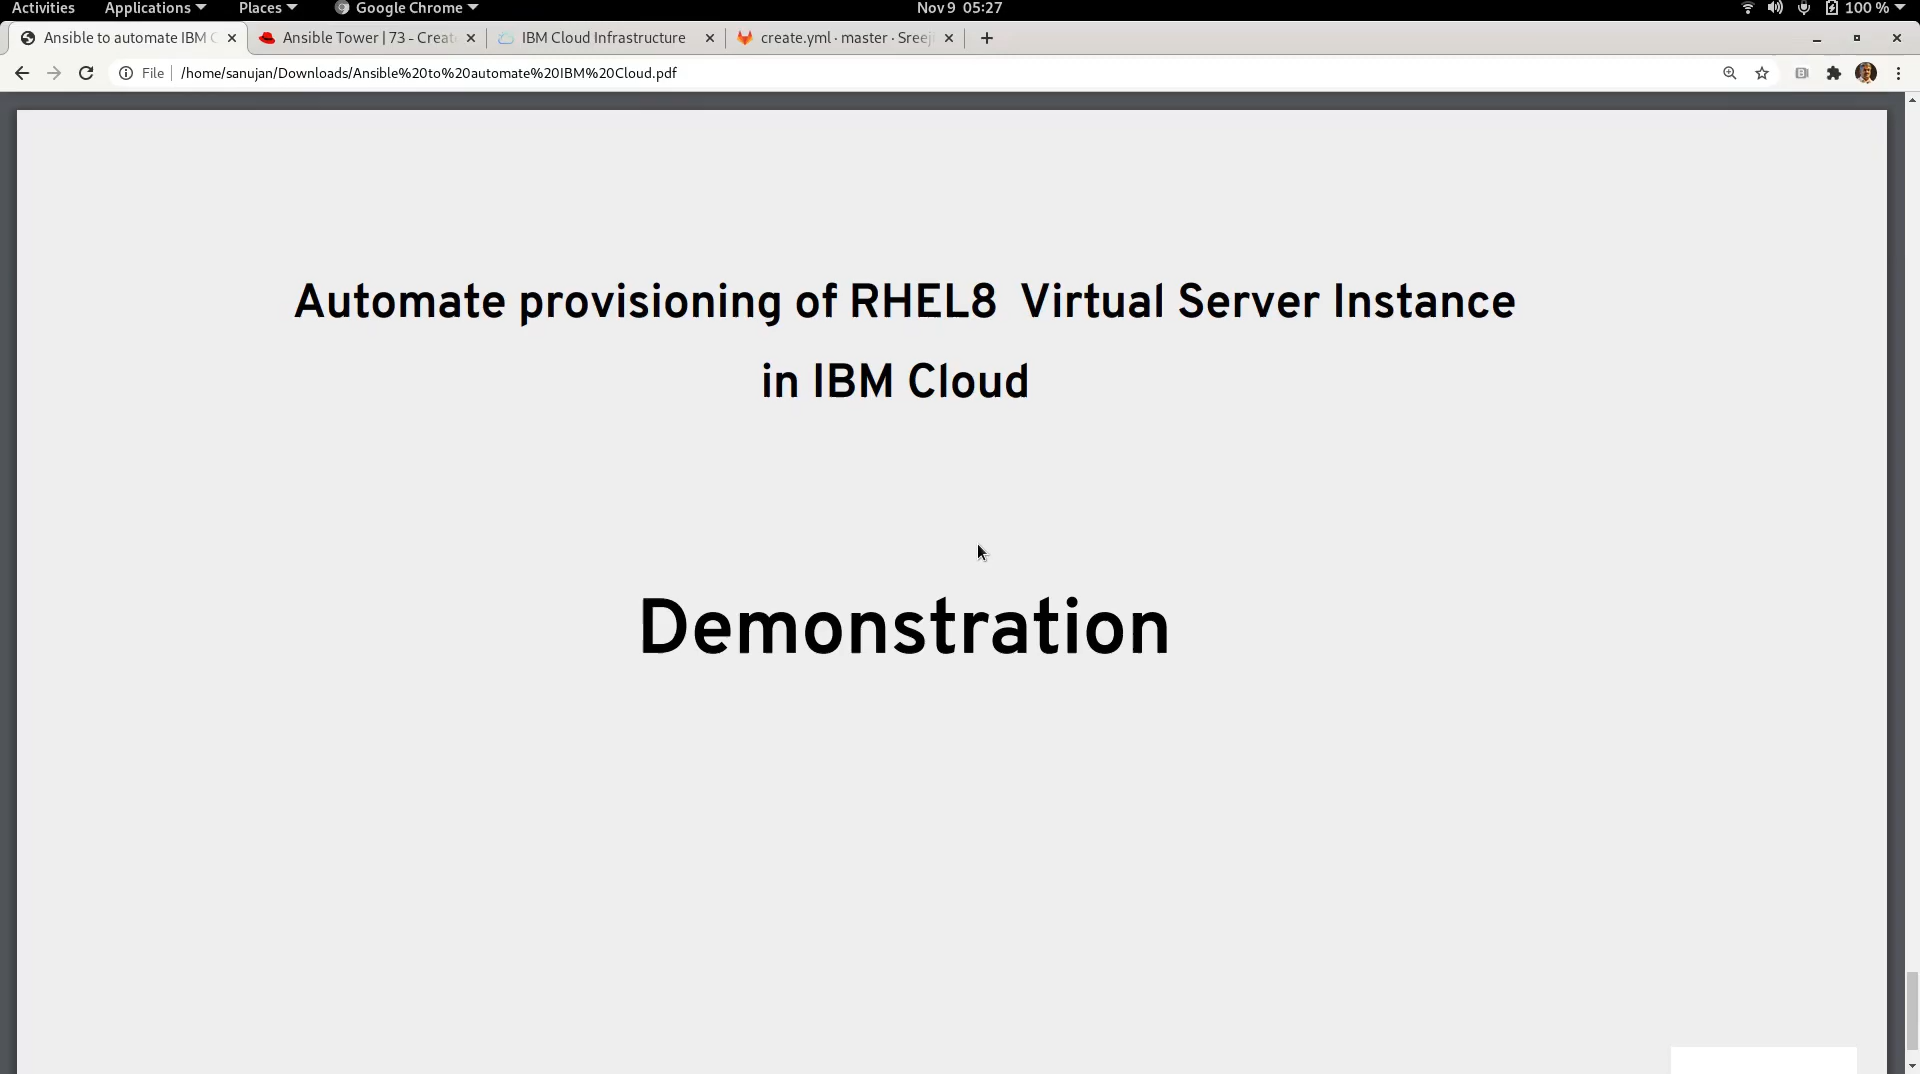 Activities Applications Places Google Chrome Nov 9 05:27 100 %
Ansible to automate IBM Ansible Tower | 73 - Creat IBM Cloud Infrastructure create.yml · master · Sreeji
File /home/sanujan/Downloads/Ansible%20to%20automate%20IBM%20Cloud.pdf
Automate provisioning of RHEL8 Virtual Server Instance
in IBM Cloud
Demonstration